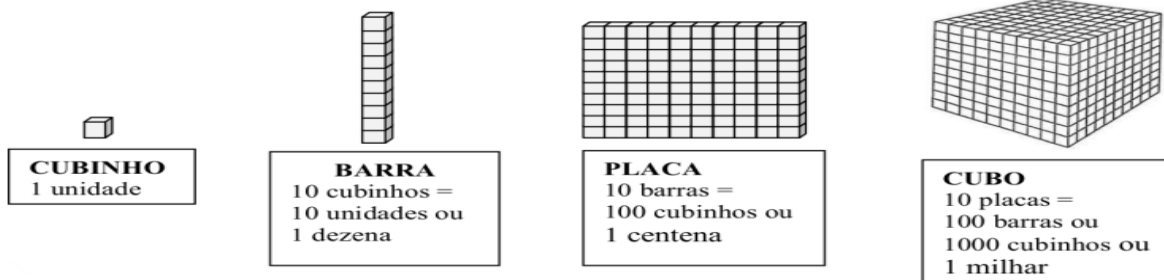 CUBINHO
1 unidade
BARRA
10 cubinhos =
10 unidades ou
1 dezena
PLACA
10 barras =
100 cubinhos ou
1 centena
CUBO
10 placas =
100 barras ou
1000 cubinhos ou
1 milhar